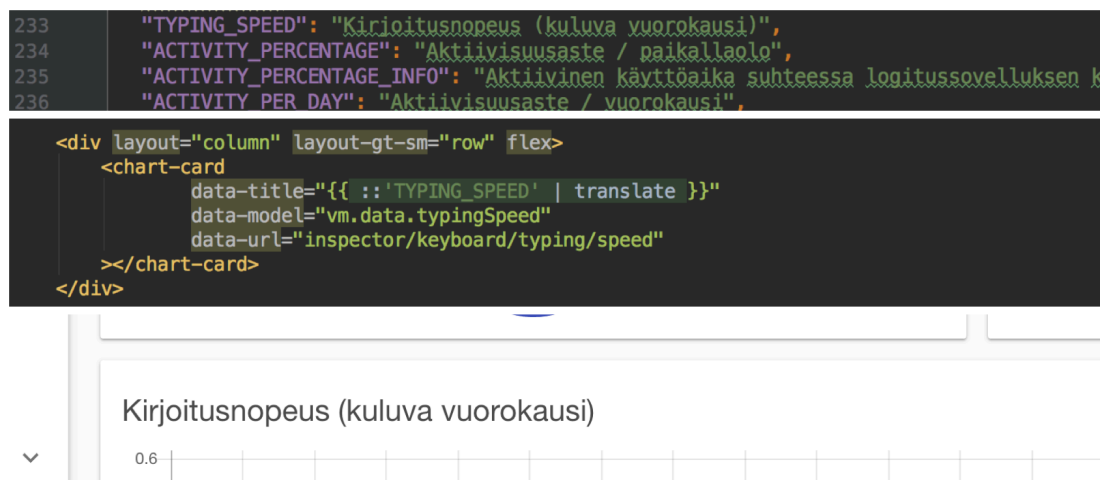 233 "TYPING_SPEED": "Kirjoitusnopeus (kuluva vuorokausi)",
234 "ACTIVITY_PERCENTAGE": "Aktiivisuusaste / paikallaolo",
235 "ACTIVITY_PERCENTAGE_INFO": "Aktiivinen käyttöaika suhteessa logitussovelluksen k
236 "ACTIVITY_PER_DAY": "Aktiivisuusaste / vuorokausi",
<div layout="column" layout-gt-sm="row" flex>
<chart-card
data-title="{{ ::'TYPING_SPEED' | translate }}"
data-model="vm.data.typingSpeed"
data-url="inspector/keyboard/typing/speed"
></chart-card>
</div>
Kirjoitusnopeus (kuluva vuorokausi)
0.6